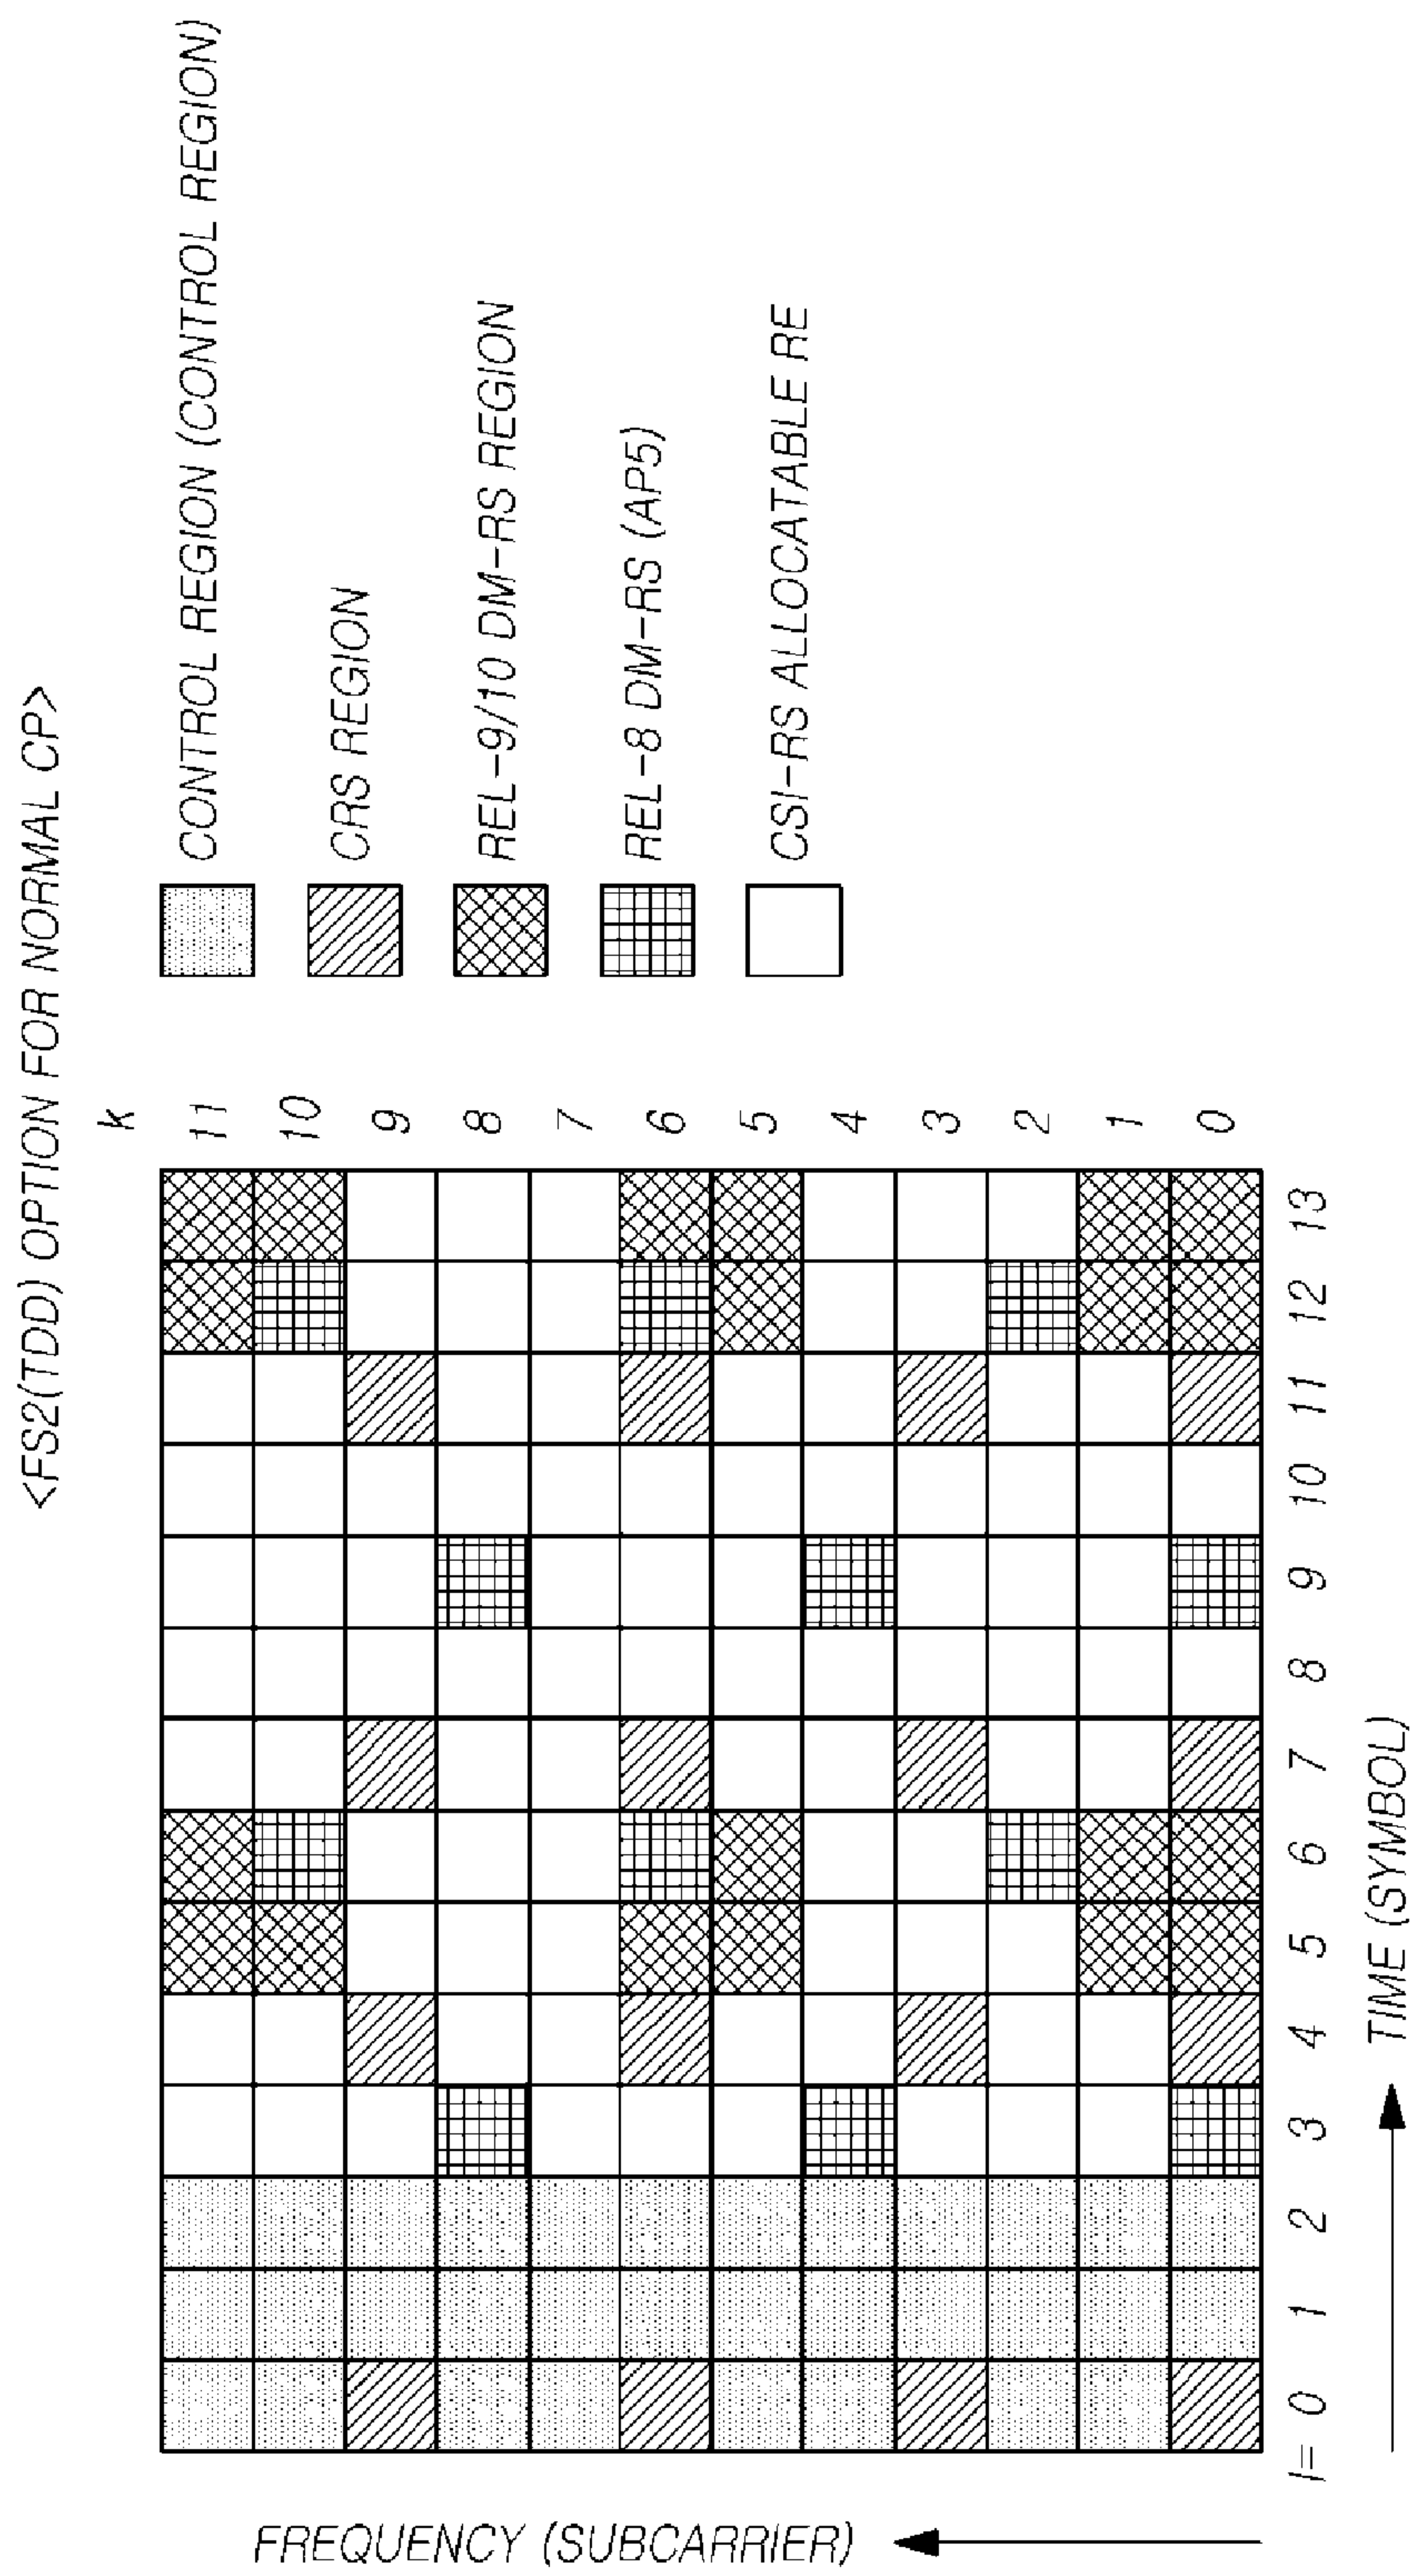 <FS2(TDD) OPTION FOR NORMAL CP>
FREQUENCY (SUBCARRIER)
k
11
10
9
8
7
6
5
4
3
2
1
0
l= 0 1 2 3 4 5 6 7 8 9 10 11 12 13
TIME (SYMBOL)
CONTROL REGION (CONTROL REGION)
CRS REGION
REL-9/10 DM-RS REGION
REL-8 DM-RS (AP5)
CSI-RS ALLOCATABLE RE